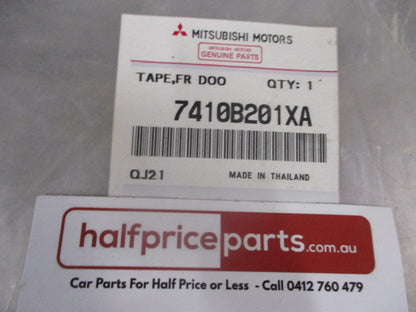 MITSUBISHI MOTORS
MITSUBISHI MOTORS
GENUINE PARTS
TAPE,FR DOO QTY: 1
7410B201XA
QJ21 MADE IN THAILAND
halfpriceparts.com.au
Car Parts For Half Price or Less - Call 0412 760 479